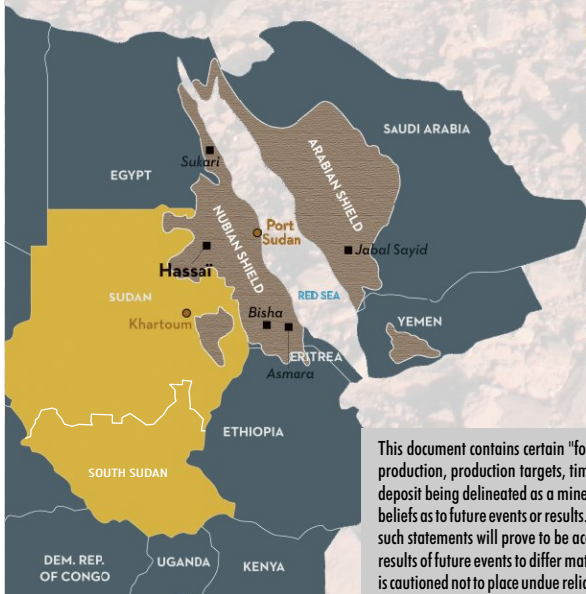 SAUDI ARABIA
ARABIAN SHIELD
Sukari
EGYPT
NUBIAN SHIELD
Port
Sudan
Jabal Sayid
Hassaï
SUDAN
RED SEA
Bisha
Khartoum
YEMEN
ERITREA
Asmara
ETHIOPIA
SOUTH SUDAN
DEM. REP.
OF CONGO
UGANDA
KENYA
This document contains certain "fo
production, production targets, tim
deposit being delineated as a mine
beliefs as to future events or results.
such statements will prove to be ac
results of future events to differ mat
is cautioned not to place undue relia